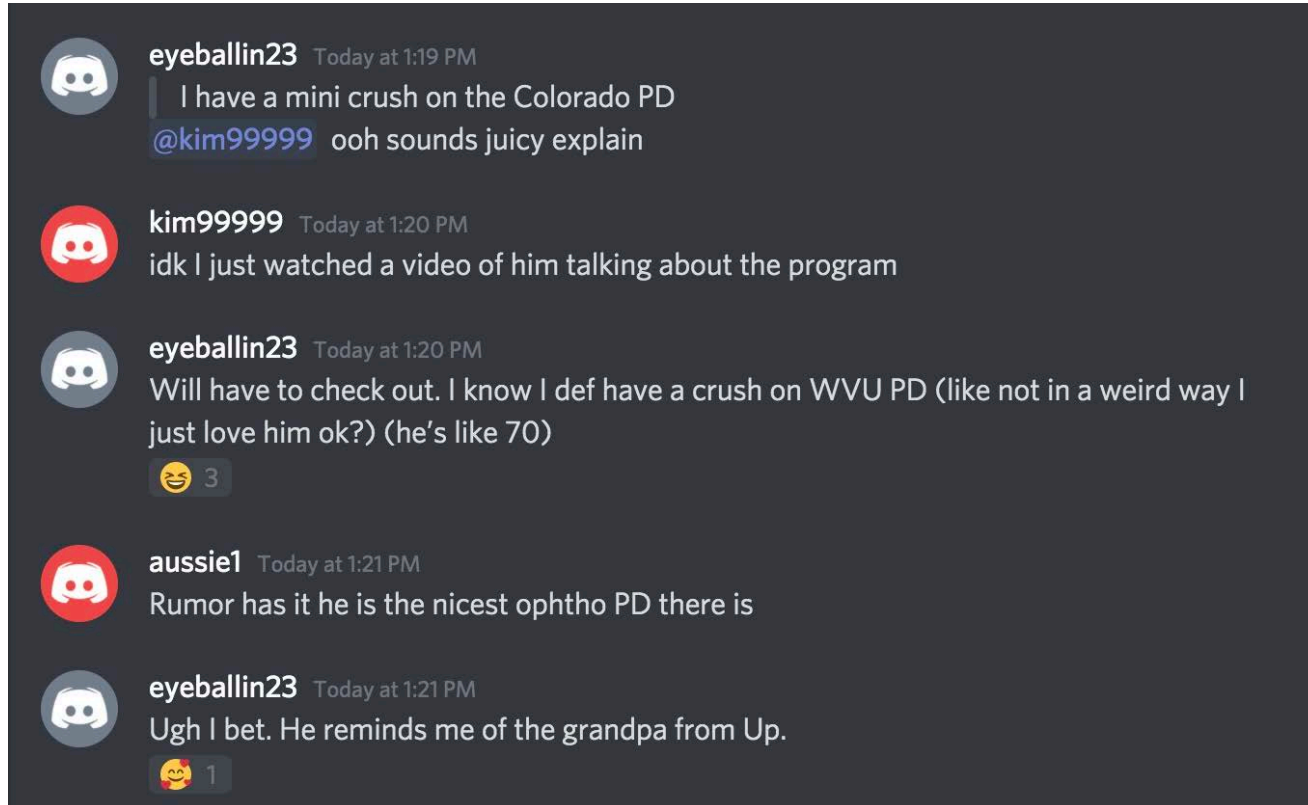 eyeballin23 Today at 1:19 PM
I have a mini crush on the Colorado PD
@kim99999 ooh sounds juicy explain
kim99999 Today at 1:20 PM
idk I just watched a video of him talking about the program
eyeballin23 Today at 1:20 PM
Will have to check out. I know I def have a crush on WVU PD (like not in a weird way I
just love him ok?) (he's like 70)
😆 3
aussie1 Today at 1:21 PM
Rumor has it he is the nicest ophtho PD there is
eyeballin23 Today at 1:21 PM
Ugh I bet. He reminds me of the grandpa from Up.
🥰 1